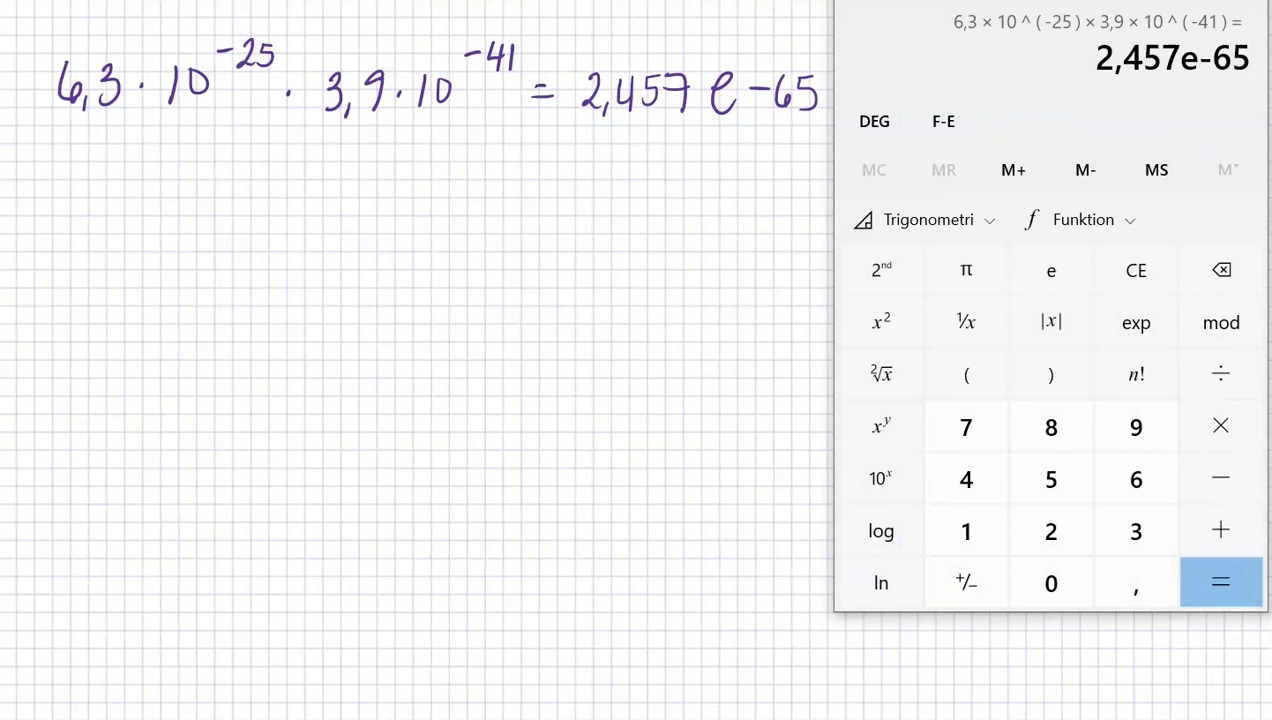 6,3 · 10^-25 · 3,9 · 10^-41 = 2,457 e -65
6,3 × 10 ^ ( -25) × 3,9 × 10 ^ ( -41) =
2,457e-65
DEG F-E
MC MR M+ M- MS M˅
Trigonometri f Funktion
2nd π e CE
x² ¹/x |x| exp mod
²√x ( ) n! ÷
xʸ 7 8 9 ×
10ˣ 4 5 6 −
log 1 2 3 +
ln +/− 0 , =